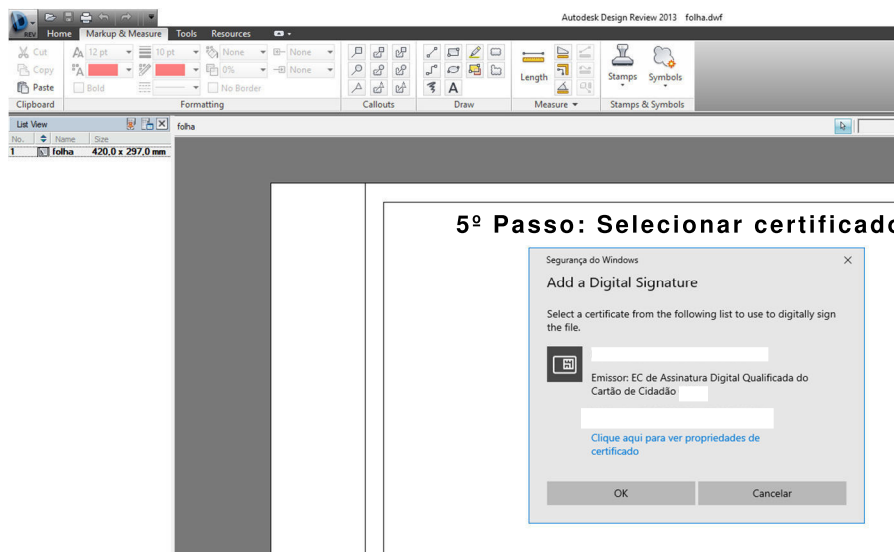 Autodesk Design Review 2013 folha.dwf
REV
Home Markup & Measure Tools Resources
Cut 12 pt 10 pt None None
Copy 0% None
Paste Bold No Border
Length Stamps Symbols
Clipboard Formatting Callouts Draw Measure Stamps & Symbols
List View folha
No. Name Size
1 folha 420,0 x 297,0 mm
5º Passo: Selecionar certificado
Segurança do Windows
Add a Digital Signature
Select a certificate from the following list to use to digitally sign
the file.
Emissor: EC de Assinatura Digital Qualificada do
Cartão de Cidadão
Clique aqui para ver propriedades de
certificado
OK Cancelar